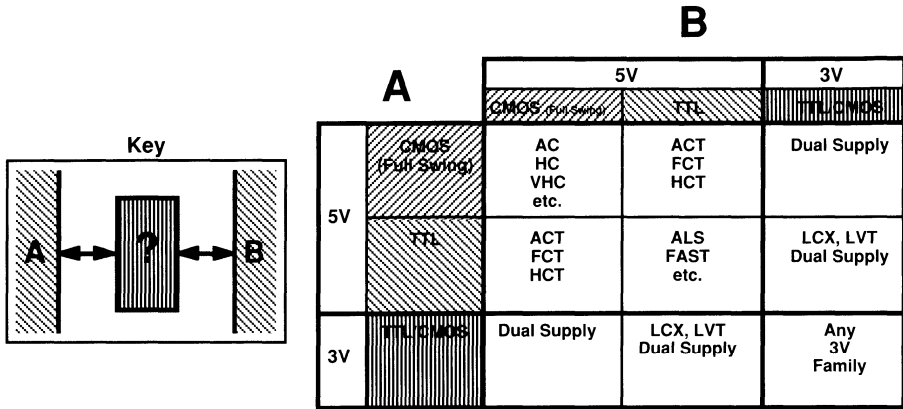 B
A
5V
3V
CMOS (Full Swing)
TTL
TTL/CMOS
Key
A
?
B
5V
CMOS
(Full Swing)
AC
HC
VHC
etc.
ACT
FCT
HCT
Dual Supply
TTL
ACT
FCT
HCT
ALS
FAST
etc.
LCX, LVT
Dual Supply
3V
TTL/CMOS
Dual Supply
LCX, LVT
Dual Supply
Any
3V
Family